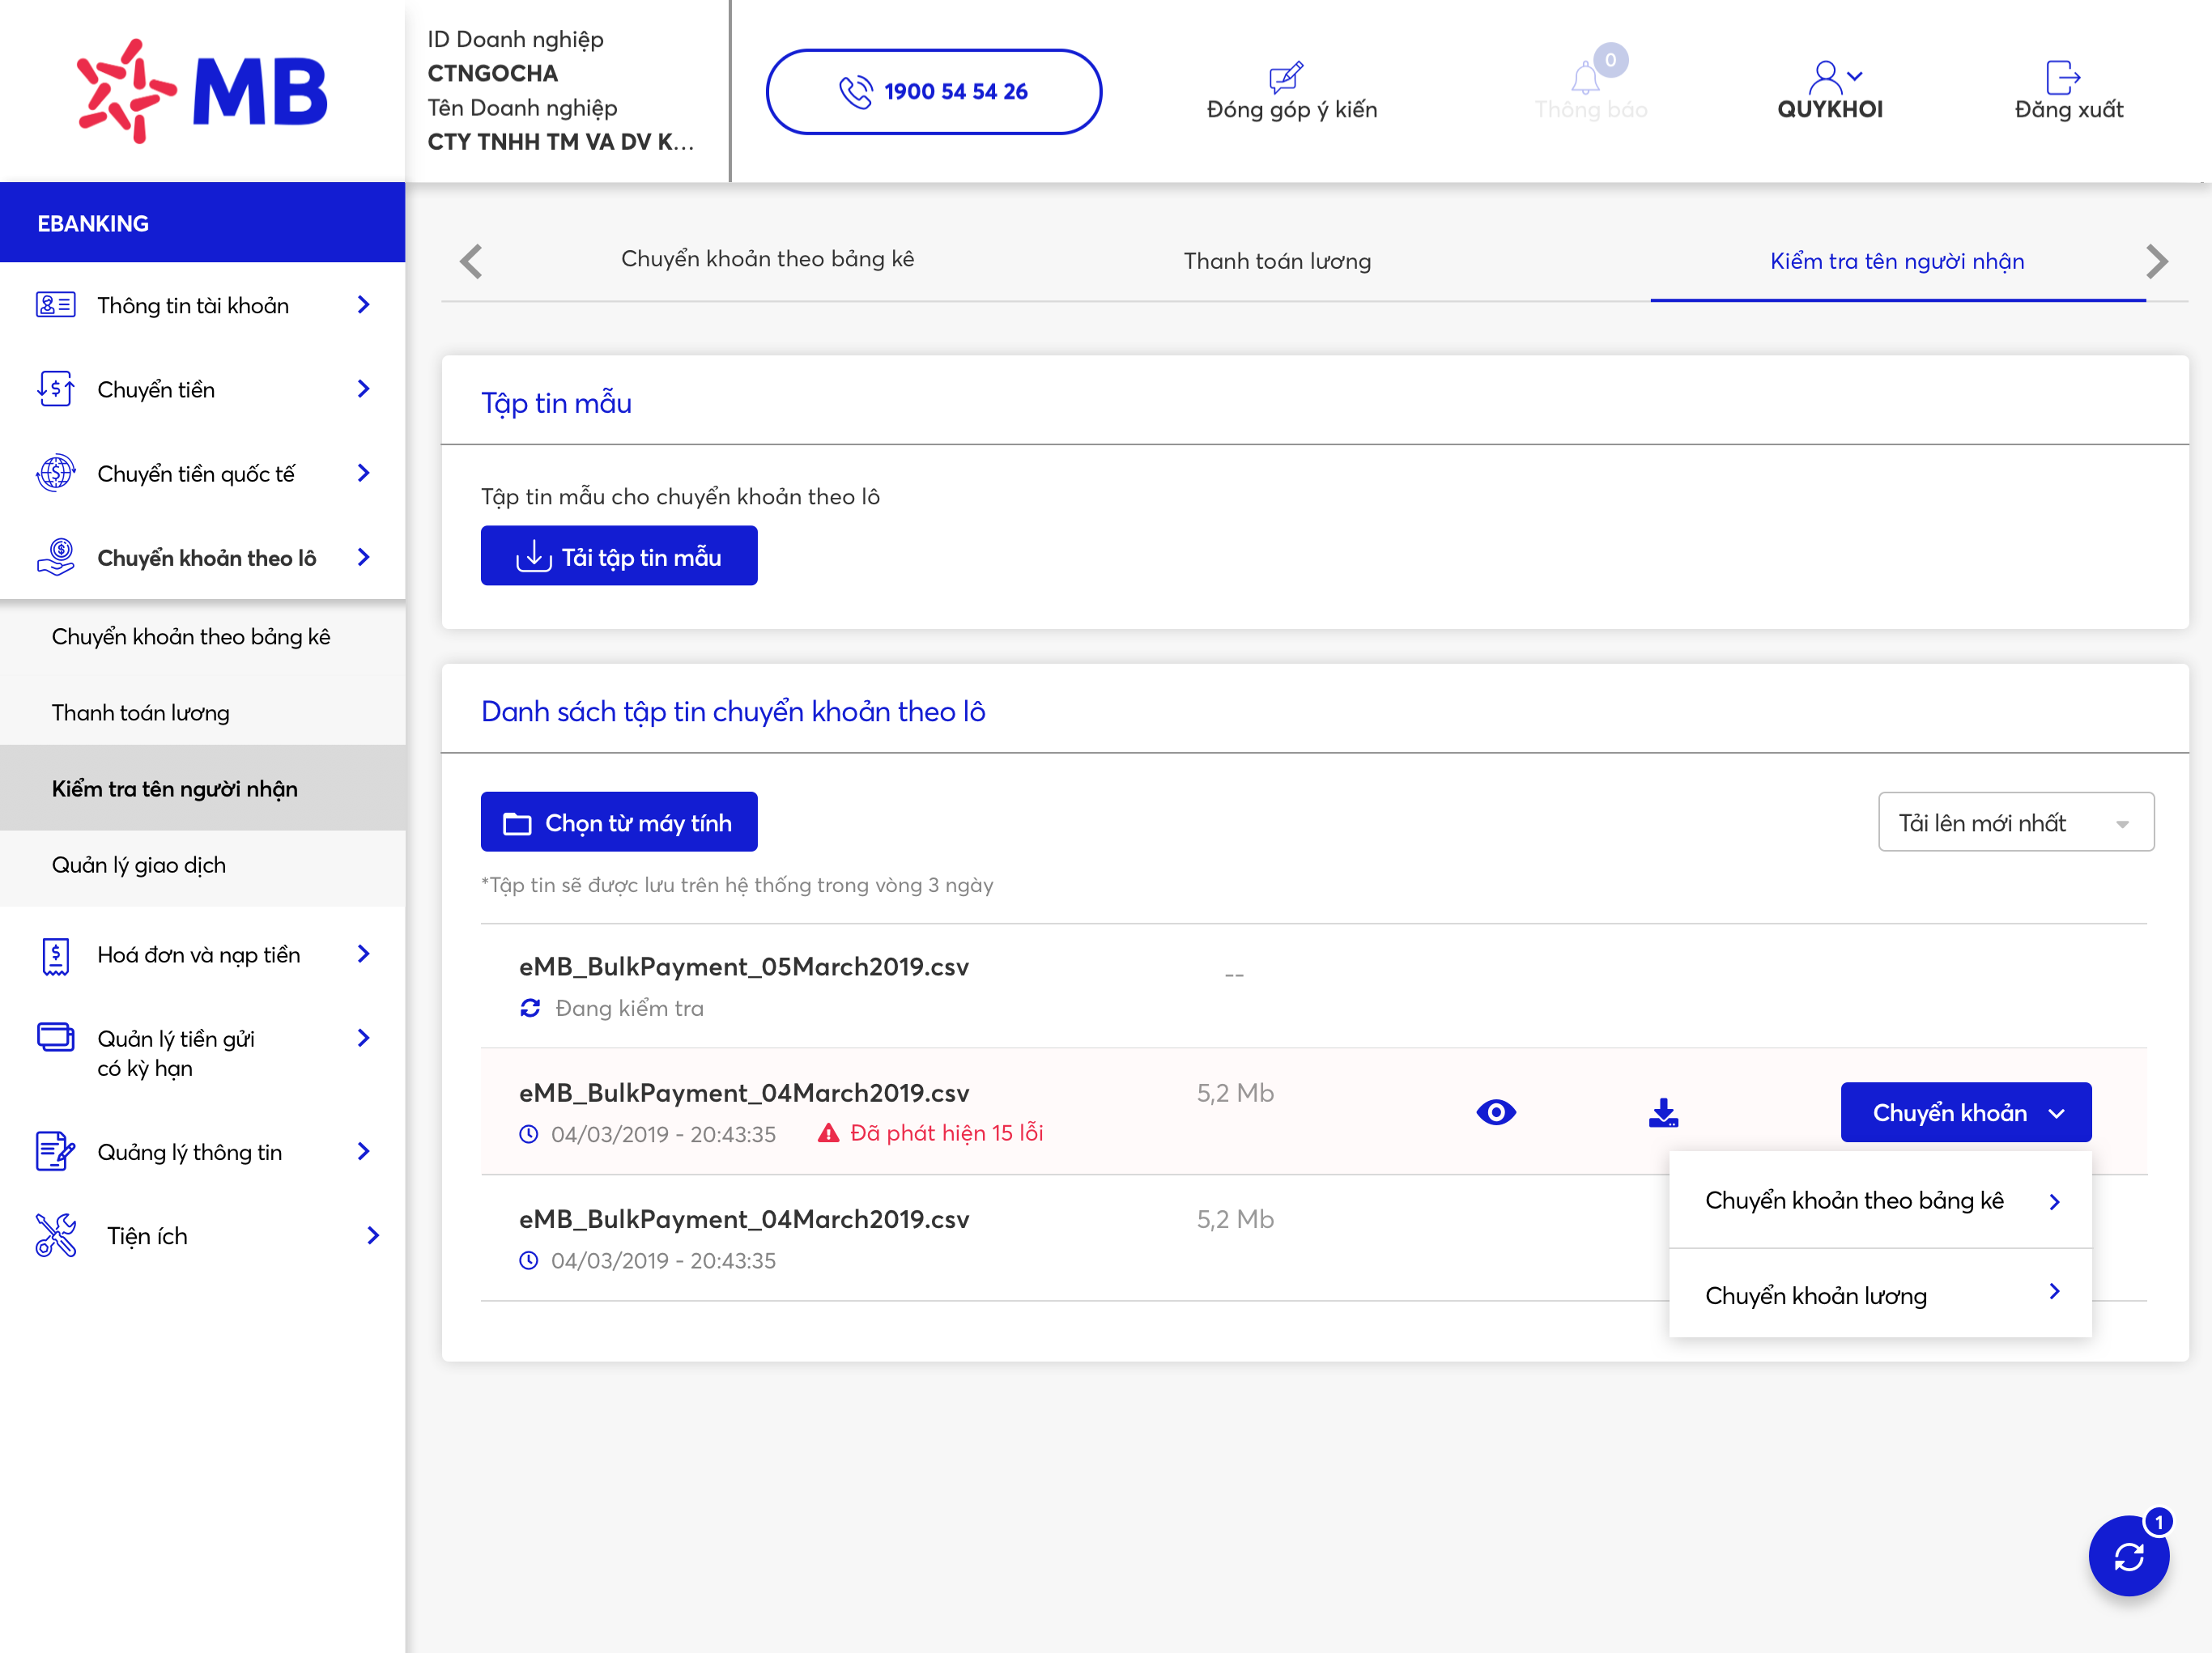 MB
ID Doanh nghiệp
CTNGOCHA
Tên Doanh nghiệp
CTY TNHH TM VA DV K...
1900 54 54 26
Đóng góp ý kiến
0
Thông báo
QUYKHOI
Đăng xuất
EBANKING
Thông tin tài khoản
Chuyển tiền
Chuyển tiền quốc tế
Chuyển khoản theo lô
Chuyển khoản theo bảng kê
Thanh toán lương
Kiểm tra tên người nhận
Quản lý giao dịch
Hoá đơn và nạp tiền
Quản lý tiền gửi
có kỳ hạn
Quảng lý thông tin
Tiện ích
Chuyển khoản theo bảng kê
Thanh toán lương
Kiểm tra tên người nhận
Tập tin mẫu
Tập tin mẫu cho chuyển khoản theo lô
Tải tập tin mẫu
Danh sách tập tin chuyển khoản theo lô
Chọn từ máy tính
Tải lên mới nhất
*Tập tin sẽ được lưu trên hệ thống trong vòng 3 ngày
eMB_BulkPayment_05March2019.csv
--
Đang kiểm tra
eMB_BulkPayment_04March2019.csv
5,2 Mb
04/03/2019 - 20:43:35
Đã phát hiện 15 lỗi
Chuyển khoản
Chuyển khoản theo bảng kê
Chuyển khoản lương
eMB_BulkPayment_04March2019.csv
5,2 Mb
04/03/2019 - 20:43:35
1